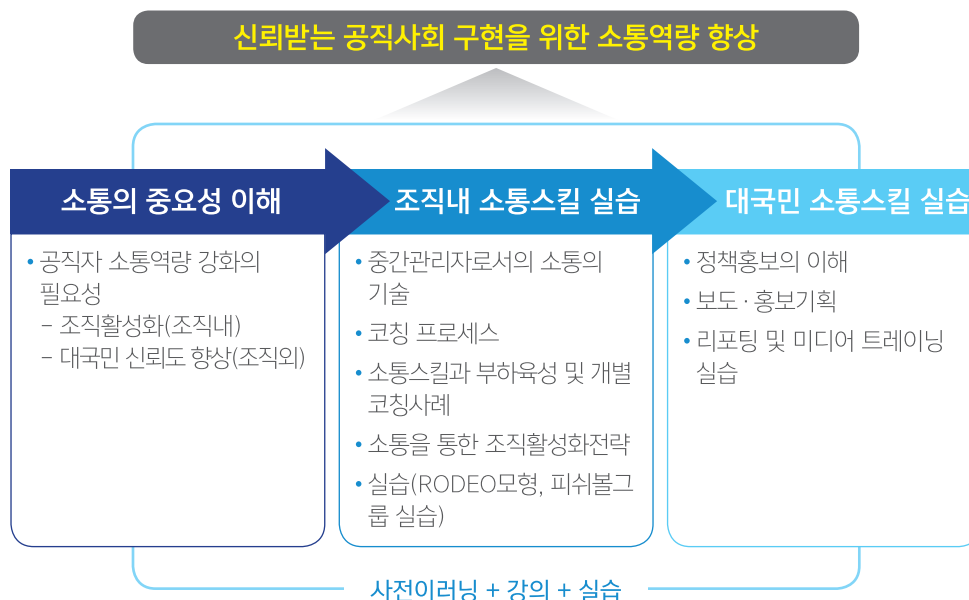 신뢰받는 공직사회 구현을 위한 소통역량 향상
소통의 중요성 이해
• 공직자 소통역량 강화의
필요성
– 조직활성화(조직내)
– 대국민 신뢰도 향상(조직외)
조직내 소통스킬 실습
• 중간관리자로서의 소통의
기술
• 코칭 프로세스
• 소통스킬과 부하육성 및 개별
코칭사례
• 소통을 통한 조직활성화전략
• 실습(RODEO모형, 피쉬볼그
룹 실습)
대국민 소통스킬 실습
• 정책홍보의 이해
• 보도 · 홍보기획
• 리포팅 및 미디어 트레이닝
실습
사전이러닝 + 강의 + 실습